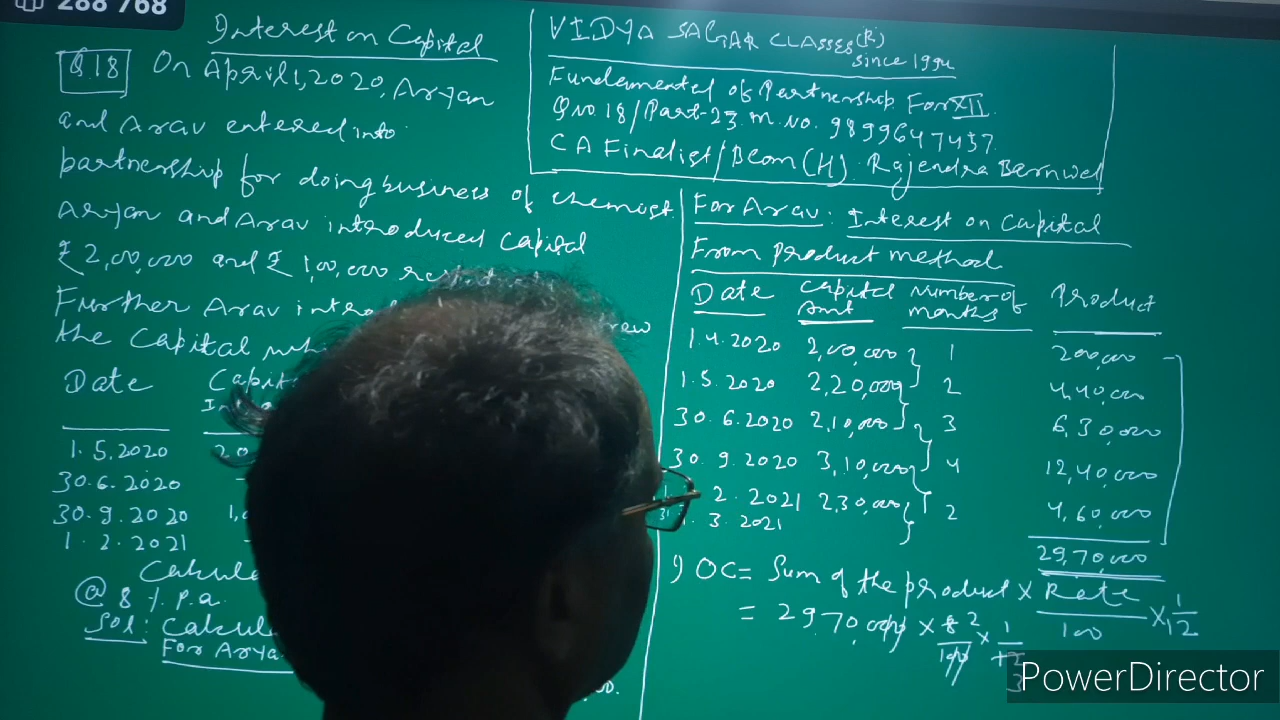 288 768
Interest on Capital
Q.18 On April 1, 2020, Aryan
and Arav entered into
partnership for doing business of chemist.
Aryan and Arav introduced capital
₹ 2,00,000 and ₹ 1,00,000
Further Arav
the capital
Date
1.5.2020
30.6.2020
30.9.2020
1.2.2021
@ 8 % p.a.
Sol:
VIDYA SAGAR CLASSES (R)
since 1994
Fundamental of Partnership For XII
Q no. 18/Part-23 m. no. 9899647457.
CA Finalist/Bcom(H). Rajendra Barnwal
For Arav: Interest on Capital
From product method
Date Capital Amt Number of months Product
1.4.2020 2,00,000 1 200,000
1.5.2020 2,20,000 2 4,40,000
30.6.2020 2,10,000 3 6,30,000
30.9.2020 3,10,000 4 12,40,000
2.2021 2,30,000 2 4,60,000
3.2021
29,70,000
OC = Sum of the product × Rate/100 × 1/12
= 29,70,000 × 8 2/100 × 1/12 3
PowerDirector